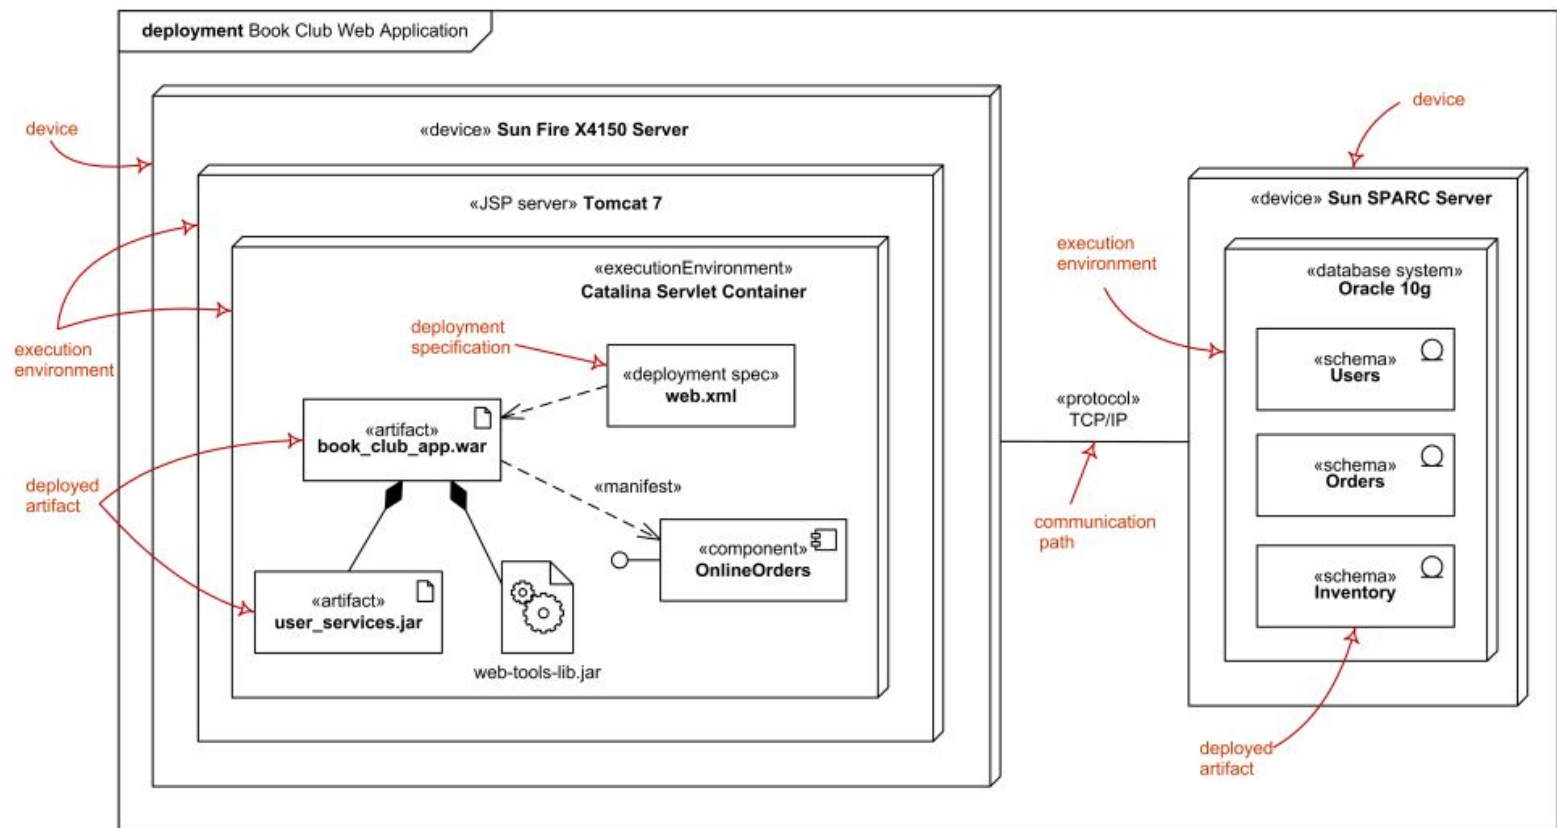 deployment Book Club Web Application
device
«device» Sun Fire X4150 Server
device
«JSP server» Tomcat 7
«device» Sun SPARC Server
execution
environment
«executionEnvironment»
Catalina Servlet Container
«database system»
Oracle 10g
deployment
specification
execution
environment
«deployment spec»
web.xml
«schema»
Users
«protocol»
TCP/IP
«artifact»
book_club_app.war
deployed
artifact
«manifest»
«schema»
Orders
communication
path
«component»
OnlineOrders
«artifact»
user_services.jar
web-tools-lib.jar
«schema»
Inventory
deployed
artifact